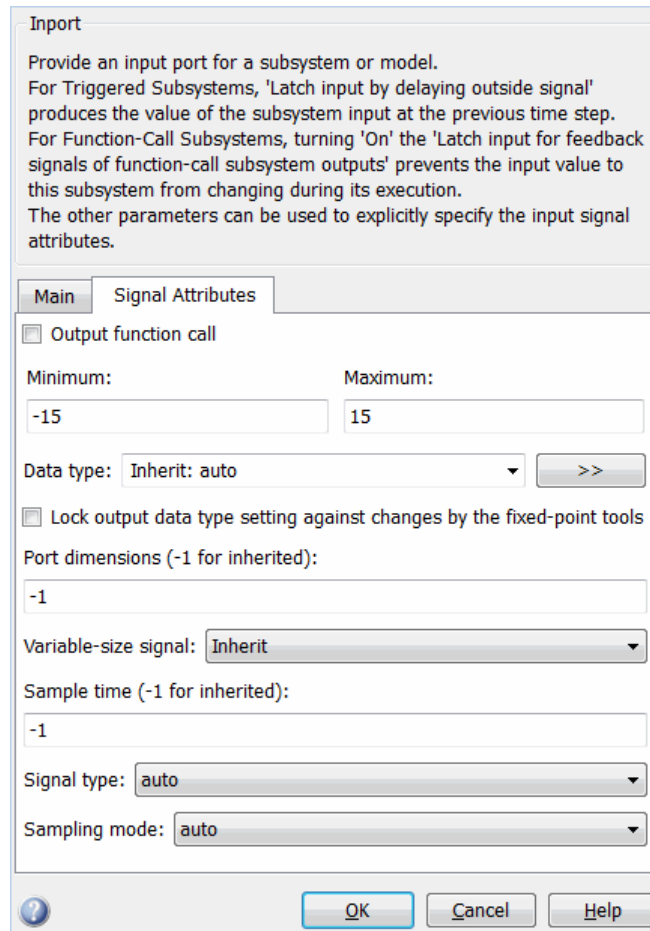 Inport
Provide an input port for a subsystem or model.
For Triggered Subsystems, 'Latch input by delaying outside signal'
produces the value of the subsystem input at the previous time step.
For Function-Call Subsystems, turning 'On' the 'Latch input for feedback
signals of function-call subsystem outputs' prevents the input value to
this subsystem from changing during its execution.
The other parameters can be used to explicitly specify the input signal
attributes.
Main Signal Attributes
Output function call
Minimum: Maximum:
-15 15
Data type: Inherit: auto >>
Lock output data type setting against changes by the fixed-point tools
Port dimensions (-1 for inherited):
-1
Variable-size signal: Inherit
Sample time (-1 for inherited):
-1
Signal type: auto
Sampling mode: auto
? OK Cancel Help